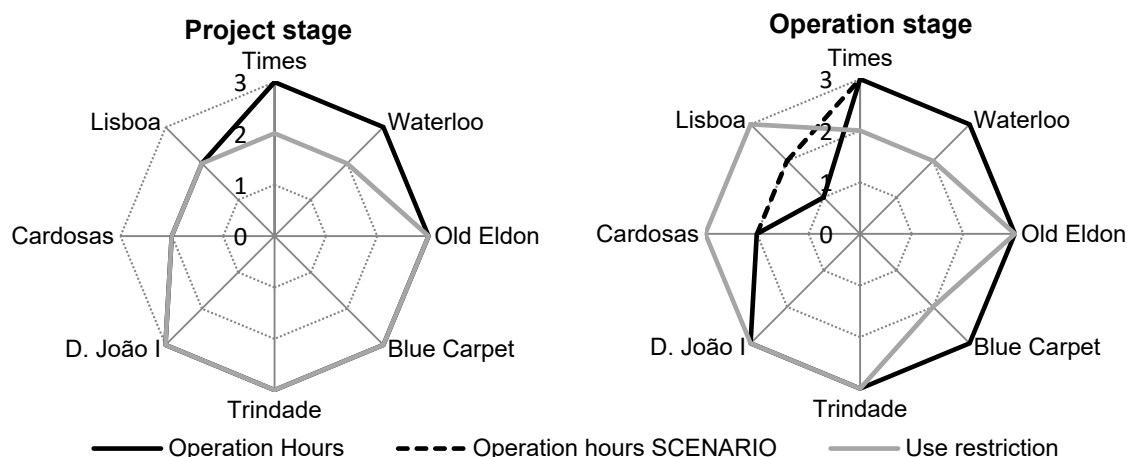 Project stage
Times
3
Lisboa
Waterloo
2
1
Cardosas
0
Old Eldon
D. João I
Blue Carpet
Trindade
Operation stage
Times
3
Lisboa
Waterloo
2
1
Cardosas
0
Old Eldon
D. João I
Blue Carpet
Trindade
Operation Hours
Operation hours SCENARIO
Use restriction